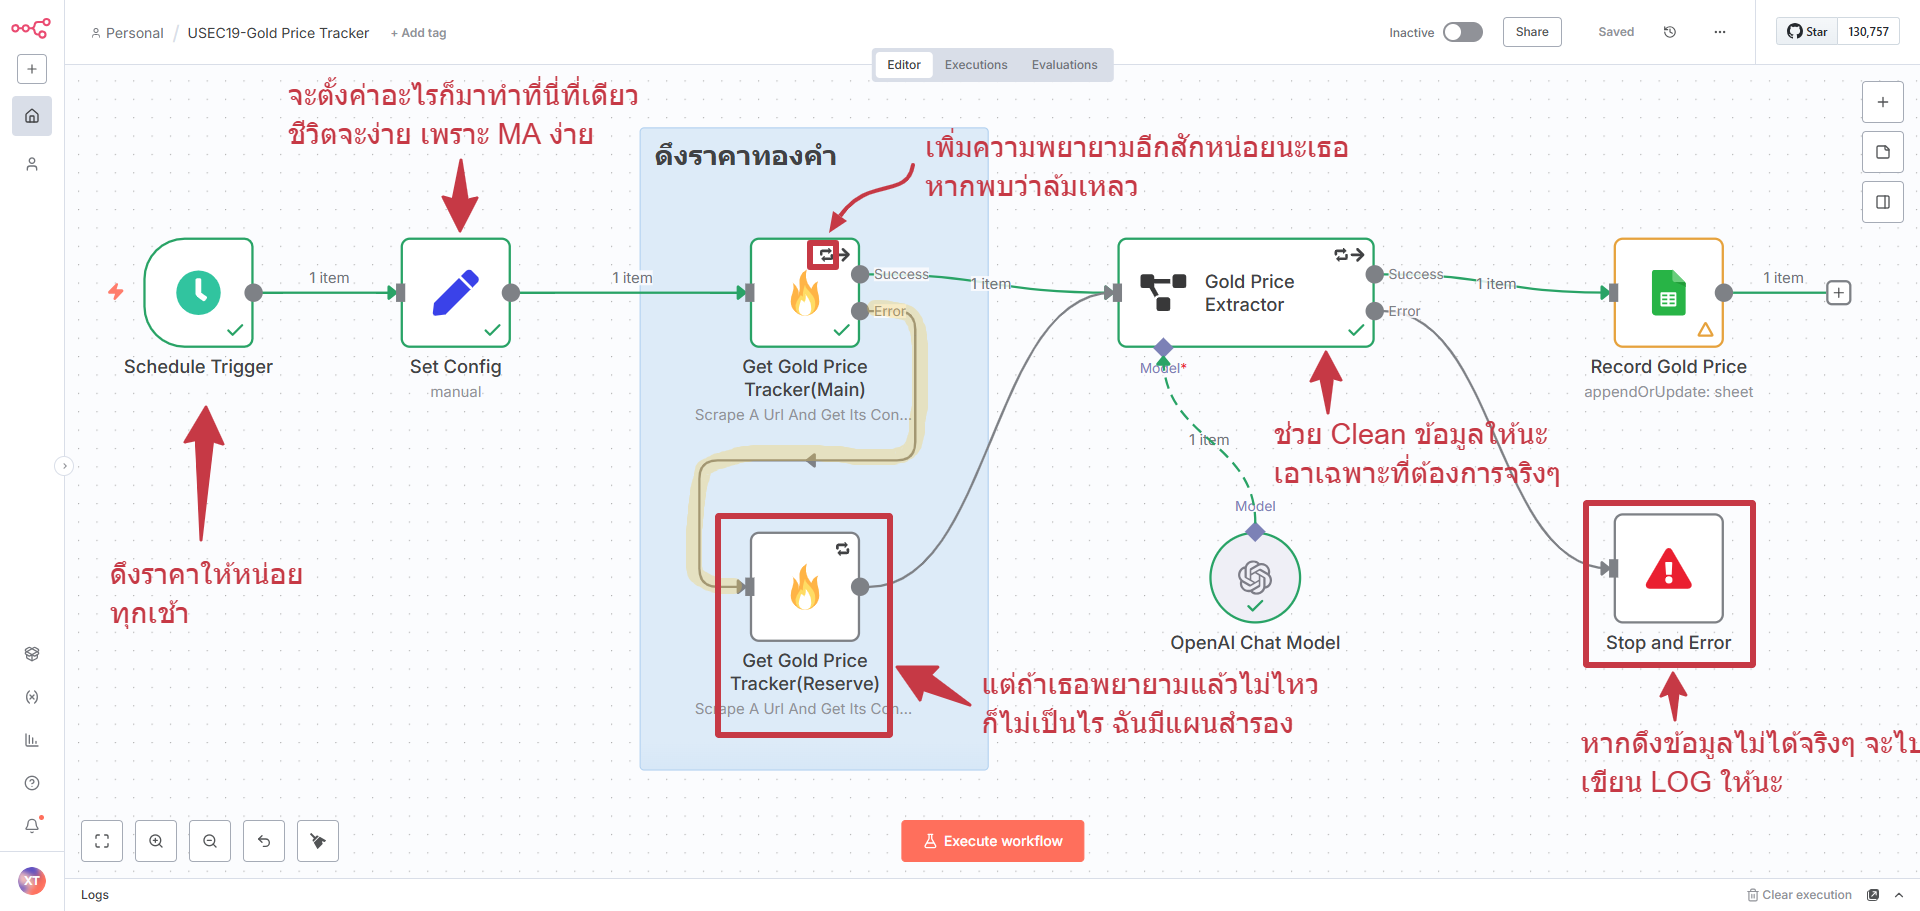 Personal / USEC19-Gold Price Tracker + Add tag
Inactive Share Saved ... Star 130,757
Editor Executions Evaluations
จะตั้งค่าอะไรก็มาทำที่นี่ที่เดียว
ชีวิตจะง่าย เพราะ MA ง่าย
ดึงราคาทองคำ
เพิ่มความพยายามอีกสักหน่อยนะเธอ
หากพบว่าล้มเหลว
1 item
1 item
Success
1 item
Error
Gold Price
Extractor
Success
1 item
Error
1 item
Schedule Trigger
Set Config
manual
Get Gold Price
Tracker(Main)
Scrape A Url And Get Its Con...
Model*
Record Gold Price
appendOrUpdate: sheet
1 item
ช่วย Clean ข้อมูลให้นะ
เอาเฉพาะที่ต้องการจริงๆ
Model
ดึงราคาให้หน่อย
ทุกเช้า
OpenAI Chat Model
Stop and Error
Get Gold Price
Tracker(Reserve)
Scrape A Url And Get Its Con...
แต่ถ้าเธอพยายามแล้วไม่ไหว
ก็ไม่เป็นไร ฉันมีแผนสำรอง
หากดึงข้อมูลไม่ได้จริงๆ จะไป
เขียน LOG ให้นะ
Execute workflow
XT
Logs
Clear execution